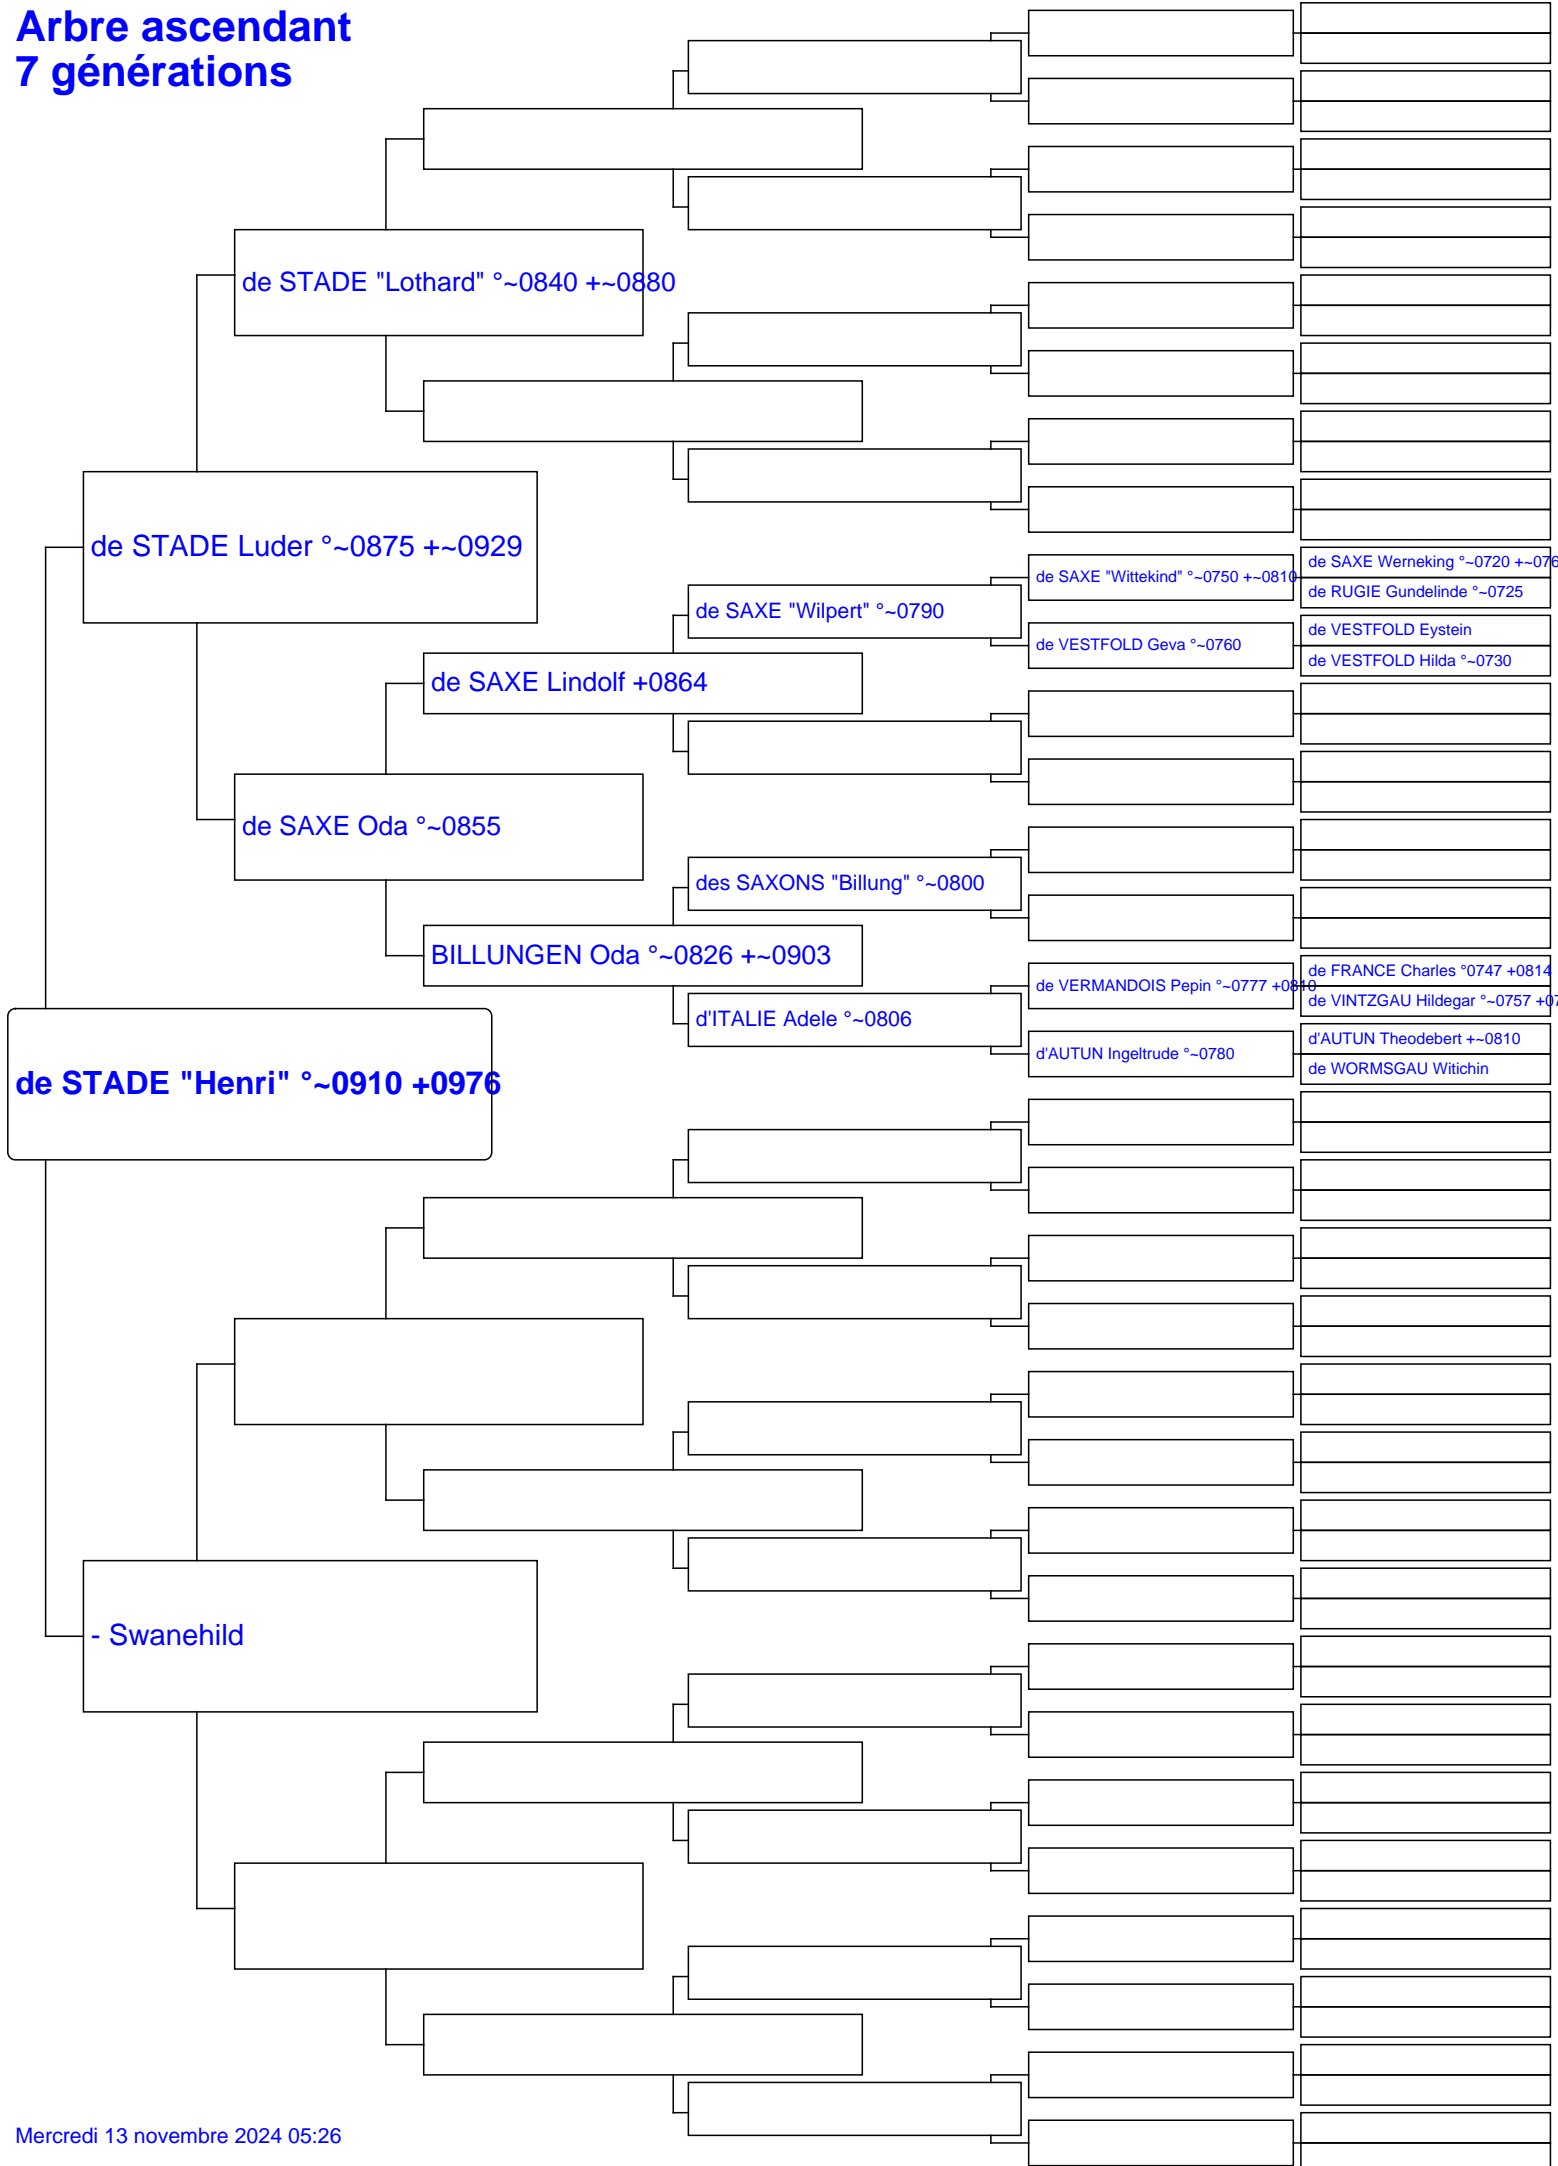 Arbre ascendant
7 générations
de STADE "Lothard" °~0840 +~0880
de STADE Luder °~0875 +~0929
de SAXE Werneking °~0720 +~076
de SAXE "Wittekind" °~0750 +~0810
de RUGIE Gundelinde °~0725
de SAXE "Wilpert" °~0790
de VESTFOLD Eystein
de VESTFOLD Geva °~0760
de VESTFOLD Hilda °~0730
de SAXE Lindolf +0864
de SAXE Oda °~0855
des SAXONS "Billung" °~0800
BILLUNGEN Oda °~0826 +~0903
de FRANCE Charles °0747 +0814
de VERMANDOIS Pepin °~0777 +0810
de VINTZGAU Hildegar °~0757 +07
d'ITALIE Adele °~0806
d'AUTUN Theodebert +~0810
d'AUTUN Ingeltrude °~0780
de WORMSGAU Witichin
de STADE "Henri" °~0910 +0976
- Swanehild
Mercredi 13 novembre 2024 05:26